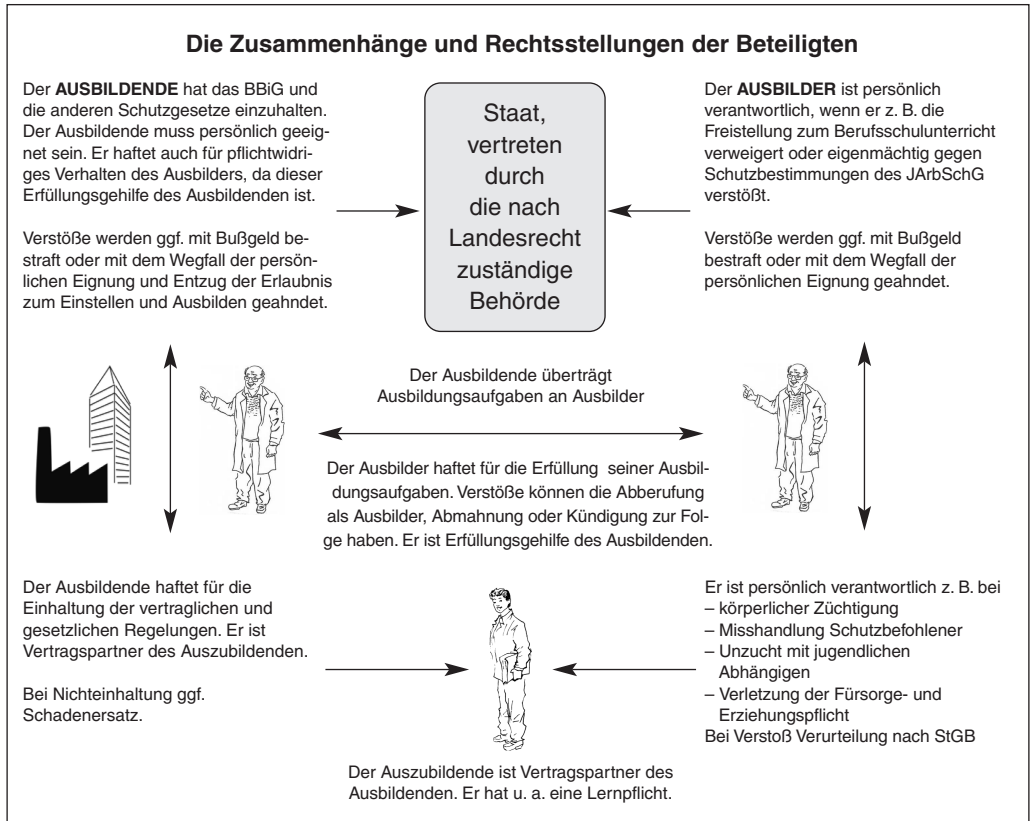 Die Zusammenhänge und Rechtsstellungen der Beteiligten
Der AUSBILDENDE hat das BBiG und
die anderen Schutzgesetze einzuhalten.
Der Ausbildende muss persönlich geeig-
net sein. Er haftet auch für pflichtwidri-
ges Verhalten des Ausbilders, da dieser
Erfüllungsgehilfe des Ausbildenden ist.
Verstöße werden ggf. mit Bußgeld be-
straft oder mit dem Wegfall der persön-
lichen Eignung und Entzug der Erlaubnis
zum Einstellen und Ausbilden geahndet.
Staat,
vertreten
durch
die nach
Landesrecht
zuständige
Behörde
Der AUSBILDER ist persönlich
verantwortlich, wenn er z. B. die
Freistellung zum Berufsschulunterricht
verweigert oder eigenmächtig gegen
Schutzbestimmungen des JArbSchG
verstößt.
Verstöße werden ggf. mit Bußgeld
bestraft oder mit dem Wegfall der
persönlichen Eignung geahndet.
Der Ausbildende überträgt
Ausbildungsaufgaben an Ausbilder
Der Ausbilder haftet für die Erfüllung seiner Ausbil-
dungsaufgaben. Verstöße können die Abberufung
als Ausbilder, Abmahnung oder Kündigung zur Fol-
ge haben. Er ist Erfüllungsgehilfe des Ausbildenden.
Der Ausbildende haftet für die
Einhaltung der vertraglichen und
gesetzlichen Regelungen. Er ist
Vertragspartner des Auszubildenden.
Bei Nichteinhaltung ggf.
Schadenersatz.
Er ist persönlich verantwortlich z. B. bei
– körperlicher Züchtigung
– Misshandlung Schutzbefohlener
– Unzucht mit jugendlichen
Abhängigen
– Verletzung der Fürsorge- und
Erziehungspflicht
Bei Verstoß Verurteilung nach StGB
Der Auszubildende ist Vertragspartner des
Ausbildenden. Er hat u. a. eine Lernpflicht.